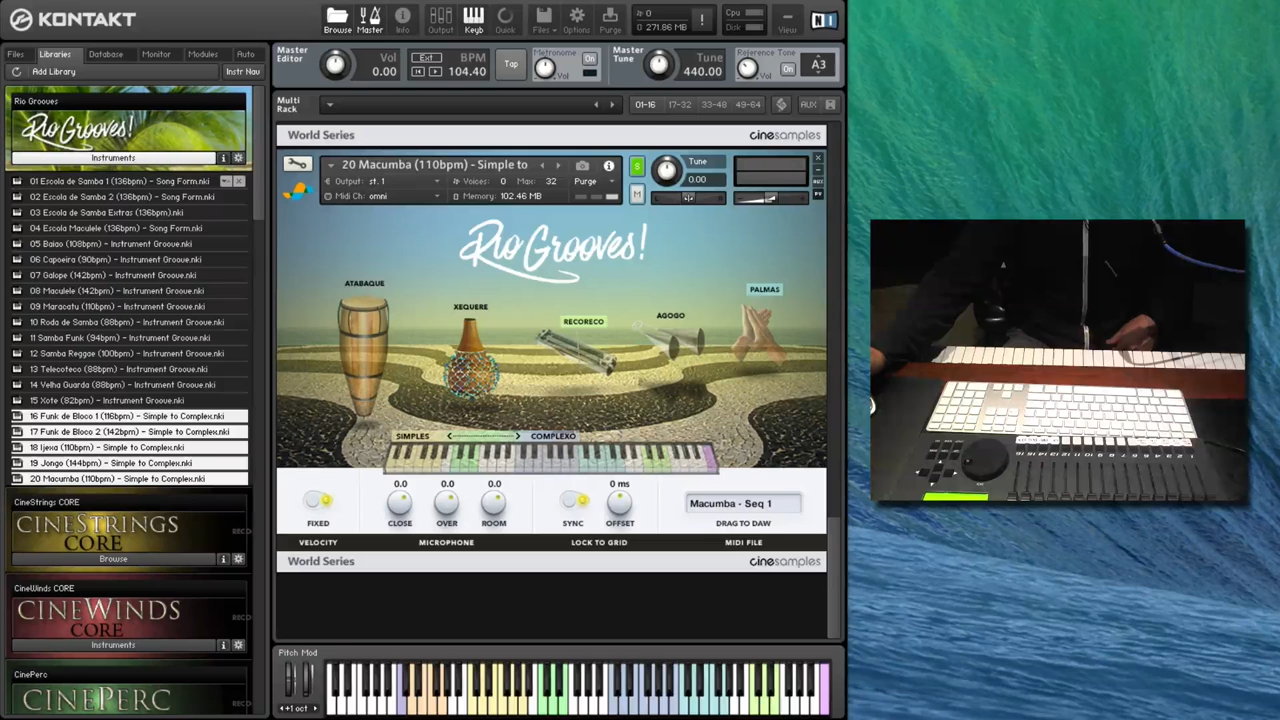 KONTAKT
Browse
Master
Info
Output
Keyb
Quick
Files
Options
Purge
0
271.86 MB
!
Cpu
Disk
View
NI
Files
Libraries
Database
Monitor
Modules
Auto
Add Library
Instr Nav
Master
Editor
Vol
0.00
Ext
BPM
104.40
Tap
Metronome
On
Vol
Master
Tune
Tune
440.00
Reference Tone
Vol
On
A3
Multi
Rack
01-16
17-32
33-48
49-64
AUX
Rio Grooves
Rio Grooves!
Instruments
01 Escola de Samba 1 (136bpm) - Song Form.nki
02 Escola de Samba 2 (136bpm) - Song Form.nki
03 Escola de Samba Extras (136bpm).nki
04 Escola Maculele (136bpm) - Song Form.nki
05 Baiao (108bpm) - Instrument Groove.nki
06 Capoeira (90bpm) - Instrument Groove.nki
07 Galope (142bpm) - Instrument Groove.nki
08 Maculele (142bpm) - Instrument Groove.nki
09 Maracatu (110bpm) - Instrument Groove.nki
10 Roda de Samba (88bpm) - Instrument Groove.nki
11 Samba Funk (94bpm) - Instrument Groove.nki
12 Samba Reggae (100bpm) - Instrument Groove.nki
13 Telecoteco (88bpm) - Instrument Groove.nki
14 Velha Guarda (88bpm) - Instrument Groove.nki
15 Xote (82bpm) - Instrument Groove.nki
16 Funk de Bloco 1 (116bpm) - Simple to Complex.nki
17 Funk de Bloco 2 (142bpm) - Simple to Complex.nki
18 Ijexa (110bpm) - Simple to Complex.nki
19 Jongo (144bpm) - Simple to Complex.nki
20 Macumba (110bpm) - Simple to Complex.nki
CineStrings CORE
CINESTRINGS
CORE
Browse
CineWinds CORE
CINEWINDS
CORE
Instruments
CinePerc
CINEPERC
World Series
cinesamples
20 Macumba (110bpm) - Simple to
Output: st. 1
Voices: 0
Max: 32
Purge
Midi Ch: omni
Memory: 102.46 MB
S
M
Tune
0.00
AUX
PV
Rio Grooves!
ATABAQUE
XEQUERE
RECORECO
AGOGO
PALMAS
SIMPLES
COMPLEXO
0.0
0.0
0.0
0 ms
Macumba - Seq 1
FIXED
CLOSE
OVER
ROOM
SYNC
OFFSET
DRAG TO DAW
VELOCITY
MICROPHONE
LOCK TO GRID
MIDI FILE
World Series
cinesamples
Pitch Mod
+1 oct